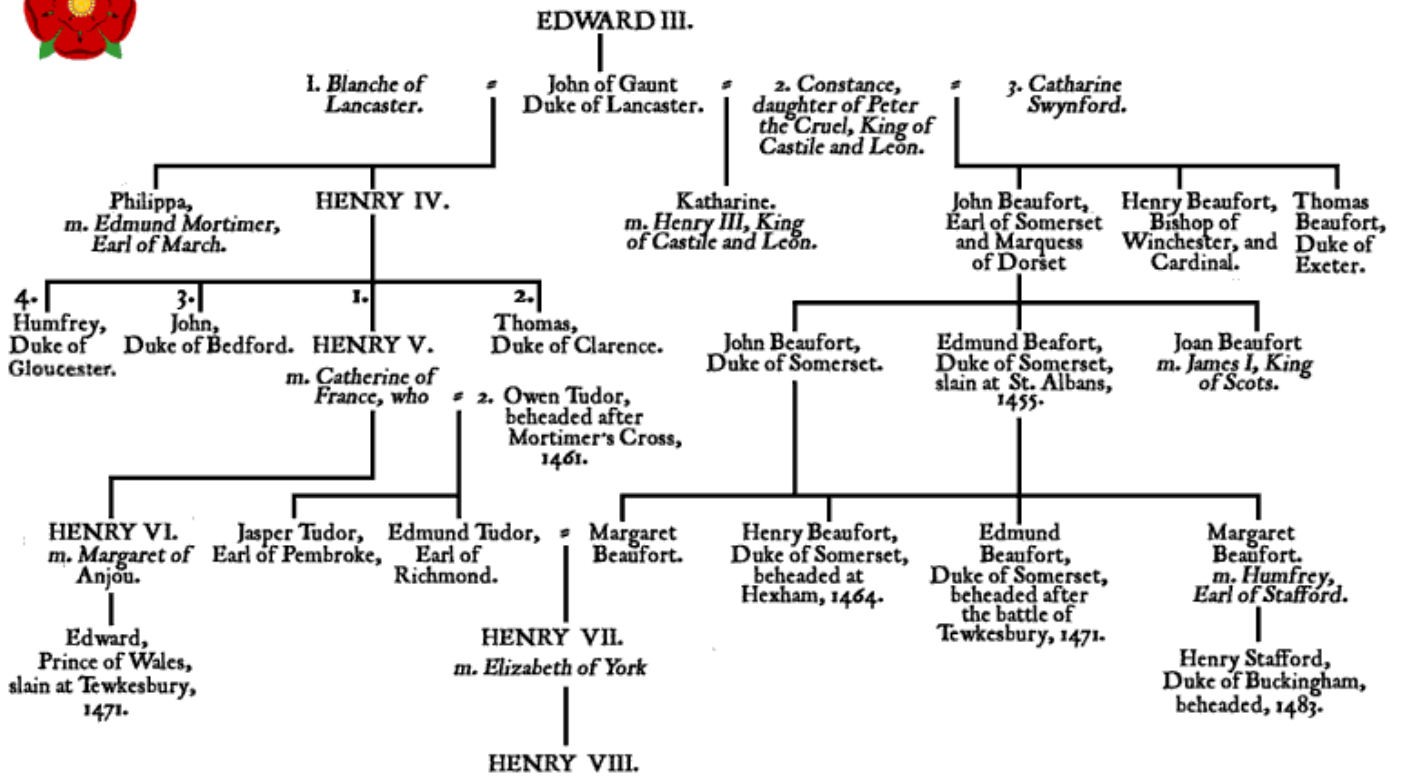 EDWARD III.
1. Blanche of
Lancaster.
=
John of Gaunt
Duke of Lancaster.
=
2. Constance,
daughter of Peter
the Cruel, King of
Castile and Leon.
=
3. Catharine
Swynford.
Philippa,
m. Edmund Mortimer,
Earl of March.
HENRY IV.
Katharine.
m. Henry III, King
of Castile and Leon.
John Beaufort,
Earl of Somerset
and Marquess
of Dorset
Henry Beaufort,
Bishop of
Winchester, and
Cardinal.
Thomas
Beaufort,
Duke of
Exeter.
4.
Humfrey,
Duke of
Gloucester.
3.
John,
Duke of Bedford.
1.
HENRY V.
m. Catherine of
France, who
=
2. Owen Tudor,
beheaded after
Mortimer's Cross,
1461.
2.
Thomas,
Duke of Clarence.
John Beaufort,
Duke of Somerset.
Edmund Beafort,
Duke of Somerset,
slain at St. Albans,
1455.
Joan Beaufort
m. James I, King
of Scots.
HENRY VI.
m. Margaret of
Anjou.
Jasper Tudor,
Earl of Pembroke,
Edmund Tudor,
Earl of
Richmond.
=
Margaret
Beaufort.
Henry Beaufort,
Duke of Somerset,
beheaded at
Hexham, 1464.
Edmund
Beaufort,
Duke of Somerset,
beheaded after
the battle of
Tewkesbury, 1471.
Margaret
Beaufort.
m. Humfrey,
Earl of Stafford.
Edward,
Prince of Wales,
slain at Tewkesbury,
1471.
HENRY VII.
m. Elizabeth of York
Henry Stafford,
Duke of Buckingham,
beheaded, 1483.
HENRY VIII.